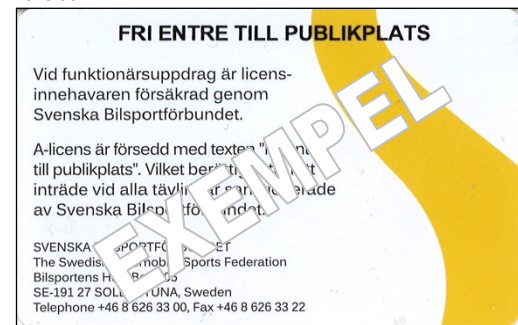 FRI ENTRE TILL PUBLIKPLATS
Vid funktionärsuppdrag är licens-
innehavaren försäkrad genom
Svenska Bilsportförbundet.
A-licens är försedd med texten
till publikplats". Vilket
inträde vid alla
av Svenska
SVENSKA
The Sports Federation
Bilsportens
SE-191 27 Sweden
Telephone +46 8 626 33 00, Fax +46 8 626 33 22
EXEMPEL